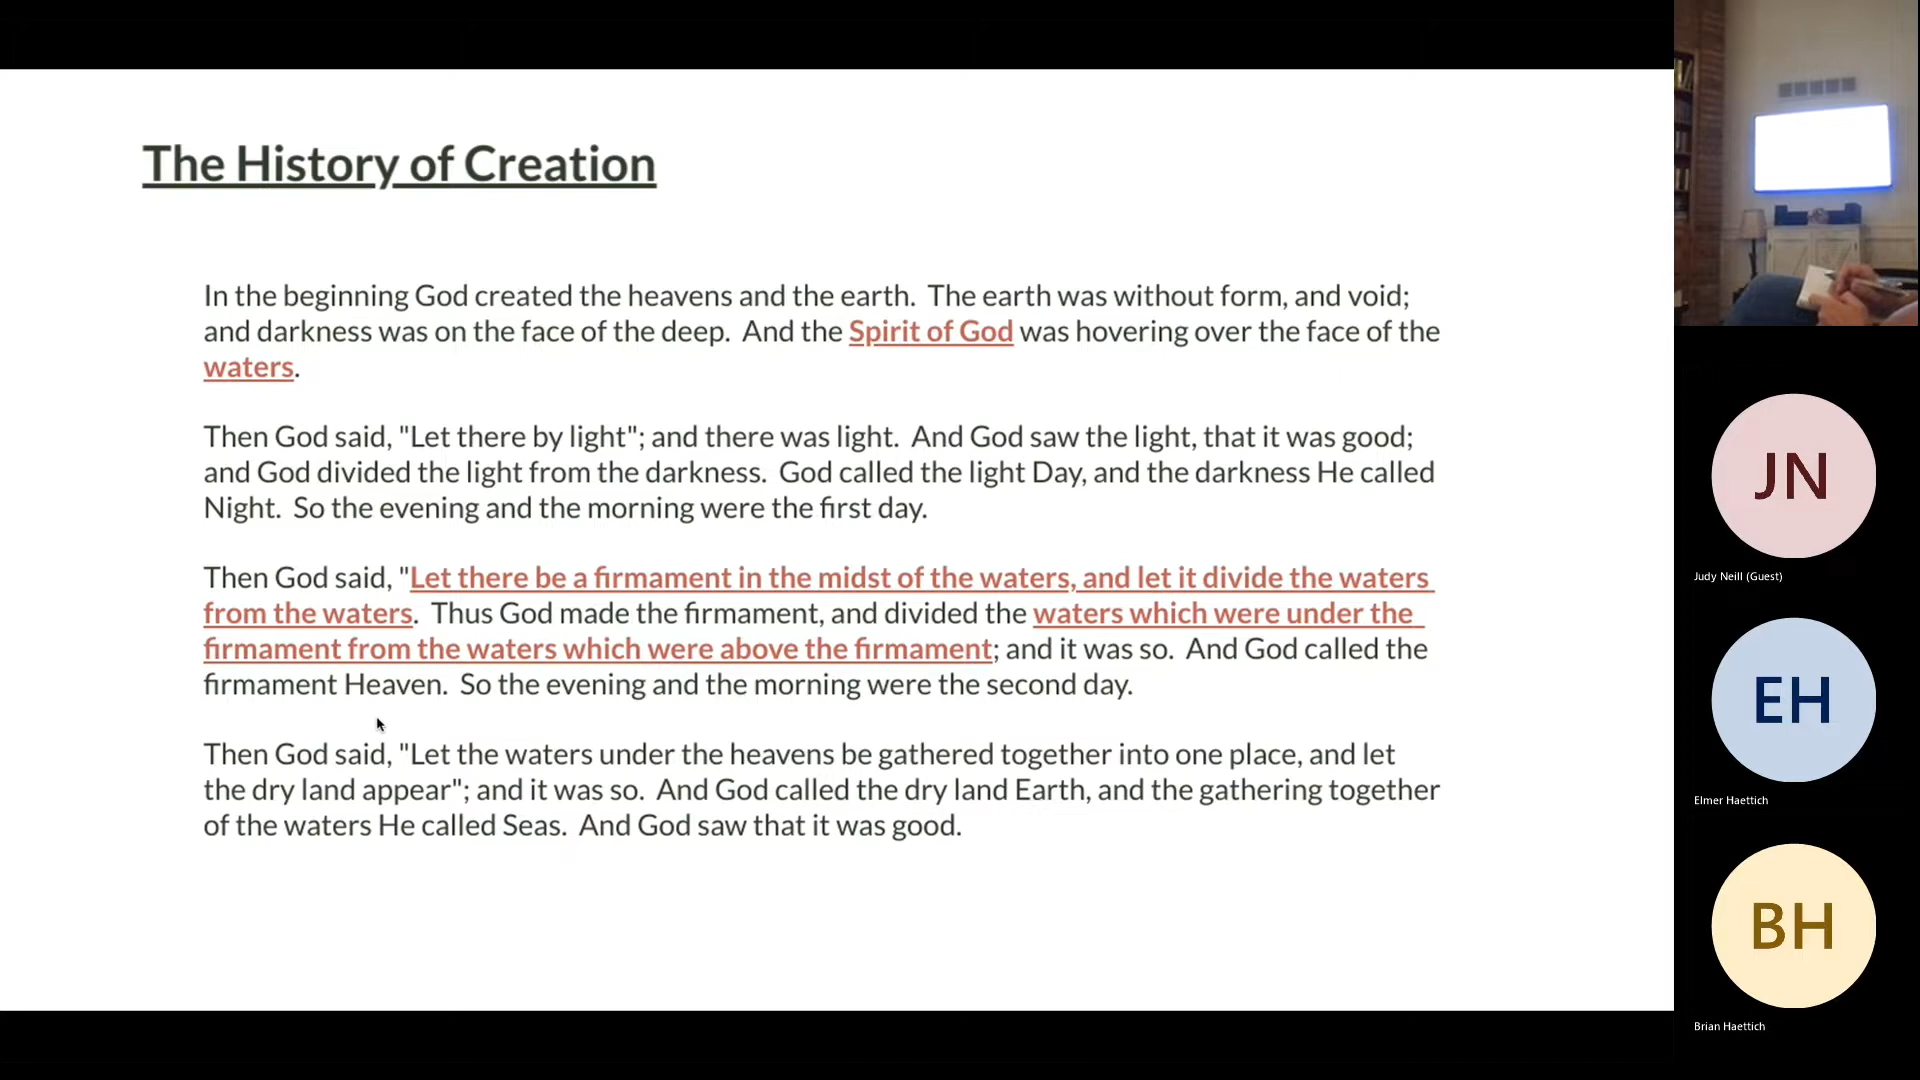 The History of Creation
In the beginning God created the heavens and the earth.  The earth was without form, and void;
and darkness was on the face of the deep.  And the Spirit of God was hovering over the face of the
waters.
Then God said, "Let there by light"; and there was light.  And God saw the light, that it was good;
and God divided the light from the darkness.  God called the light Day, and the darkness He called
Night.  So the evening and the morning were the first day.
Then God said, "Let there be a firmament in the midst of the waters, and let it divide the waters
from the waters.  Thus God made the firmament, and divided the waters which were under the
firmament from the waters which were above the firmament; and it was so.  And God called the
firmament Heaven.  So the evening and the morning were the second day.
Then God said, "Let the waters under the heavens be gathered together into one place, and let
the dry land appear"; and it was so.  And God called the dry land Earth, and the gathering together
of the waters He called Seas.  And God saw that it was good.
JN
Judy Neill (Guest)
EH
Elmer Haettich
BH
Brian Haettich